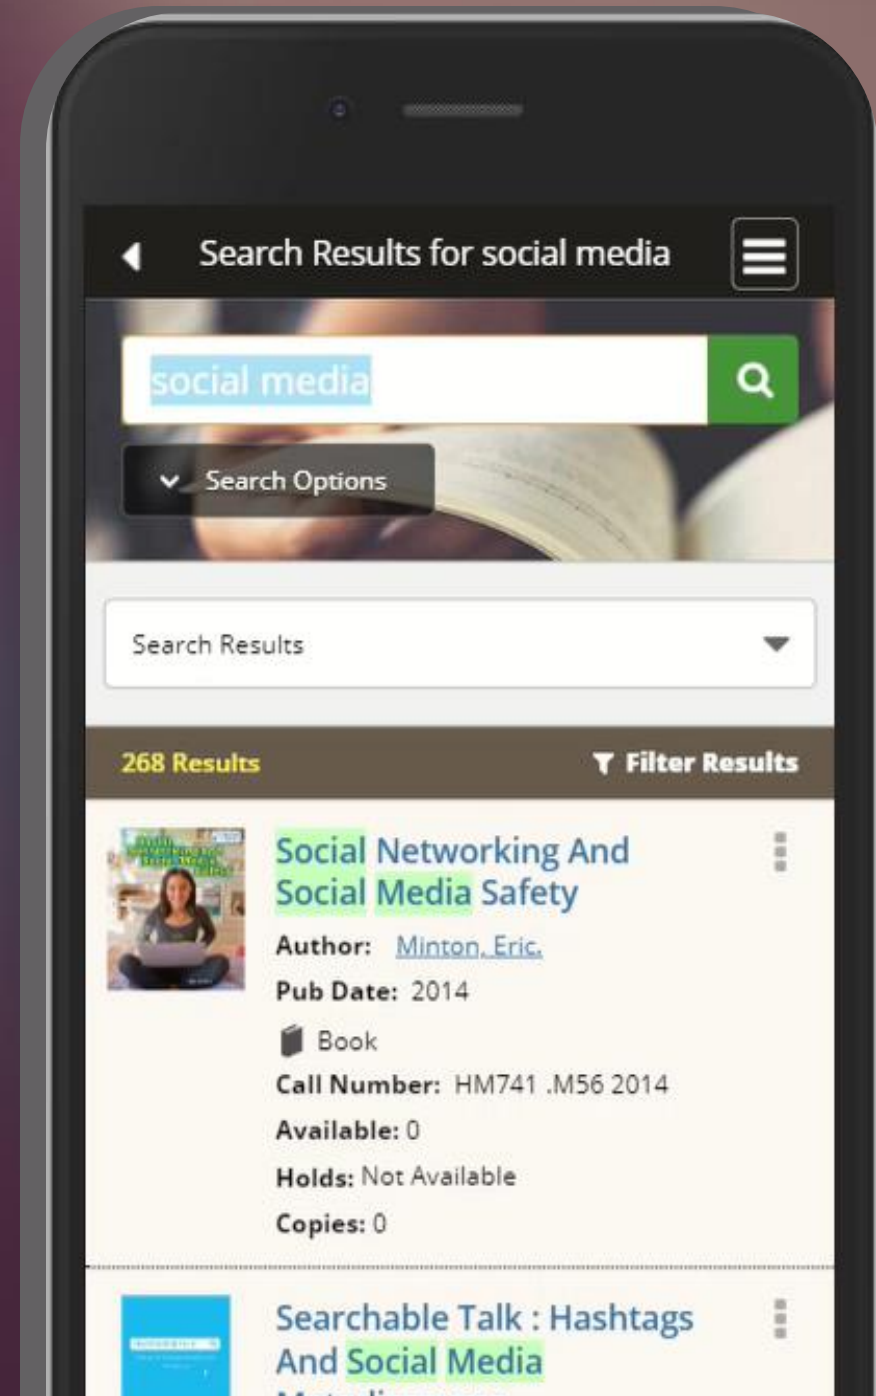 Search Results for social media
social media
Search Options
Search Results
268 Results
Filter Results
Social Networking And
Social Media Safety
Author: Minton, Eric.
Pub Date: 2014
Book
Call Number: HM741 .M56 2014
Available: 0
Holds: Not Available
Copies: 0
Searchable Talk : Hashtags
And Social Media